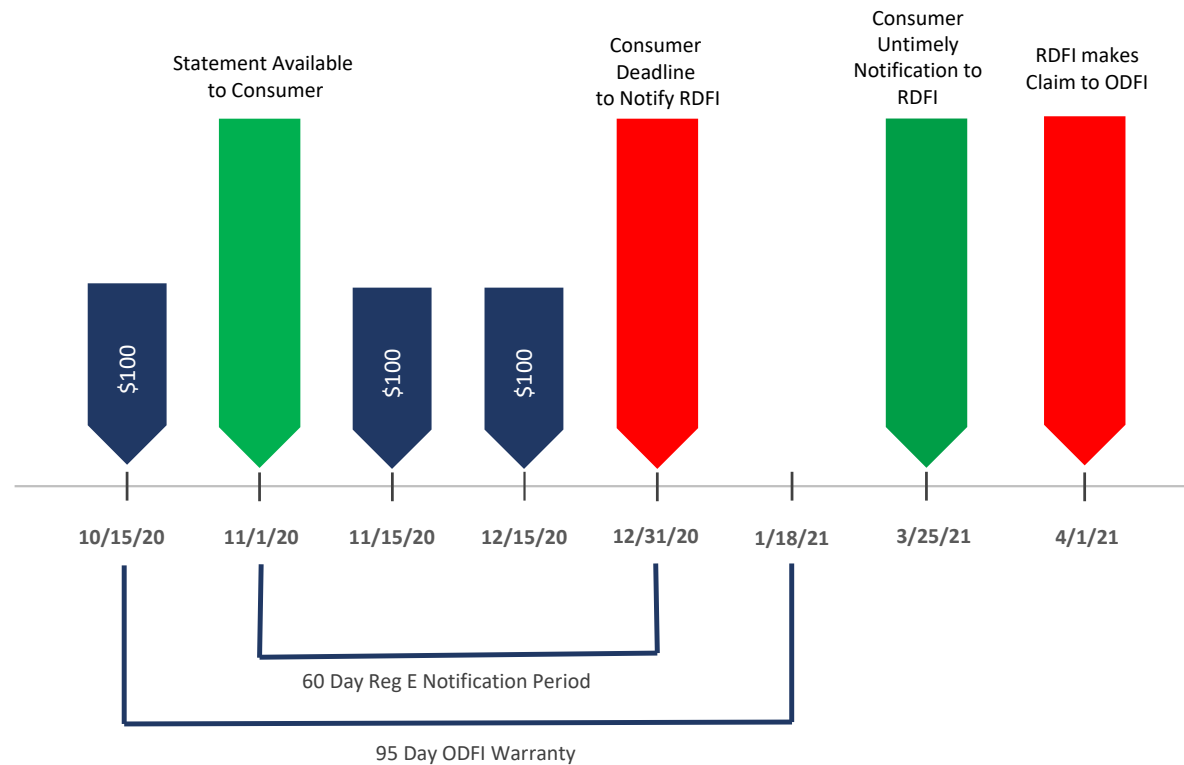 Statement Available
to Consumer
Consumer
Deadline
to Notify RDFI
Consumer
Untimely
Notification to
RDFI
RDFI makes
Claim to ODFI
$100
$100
$100
10/15/20
11/1/20
11/15/20
12/15/20
12/31/20
1/18/21
3/25/21
4/1/21
60 Day Reg E Notification Period
95 Day ODFI Warranty